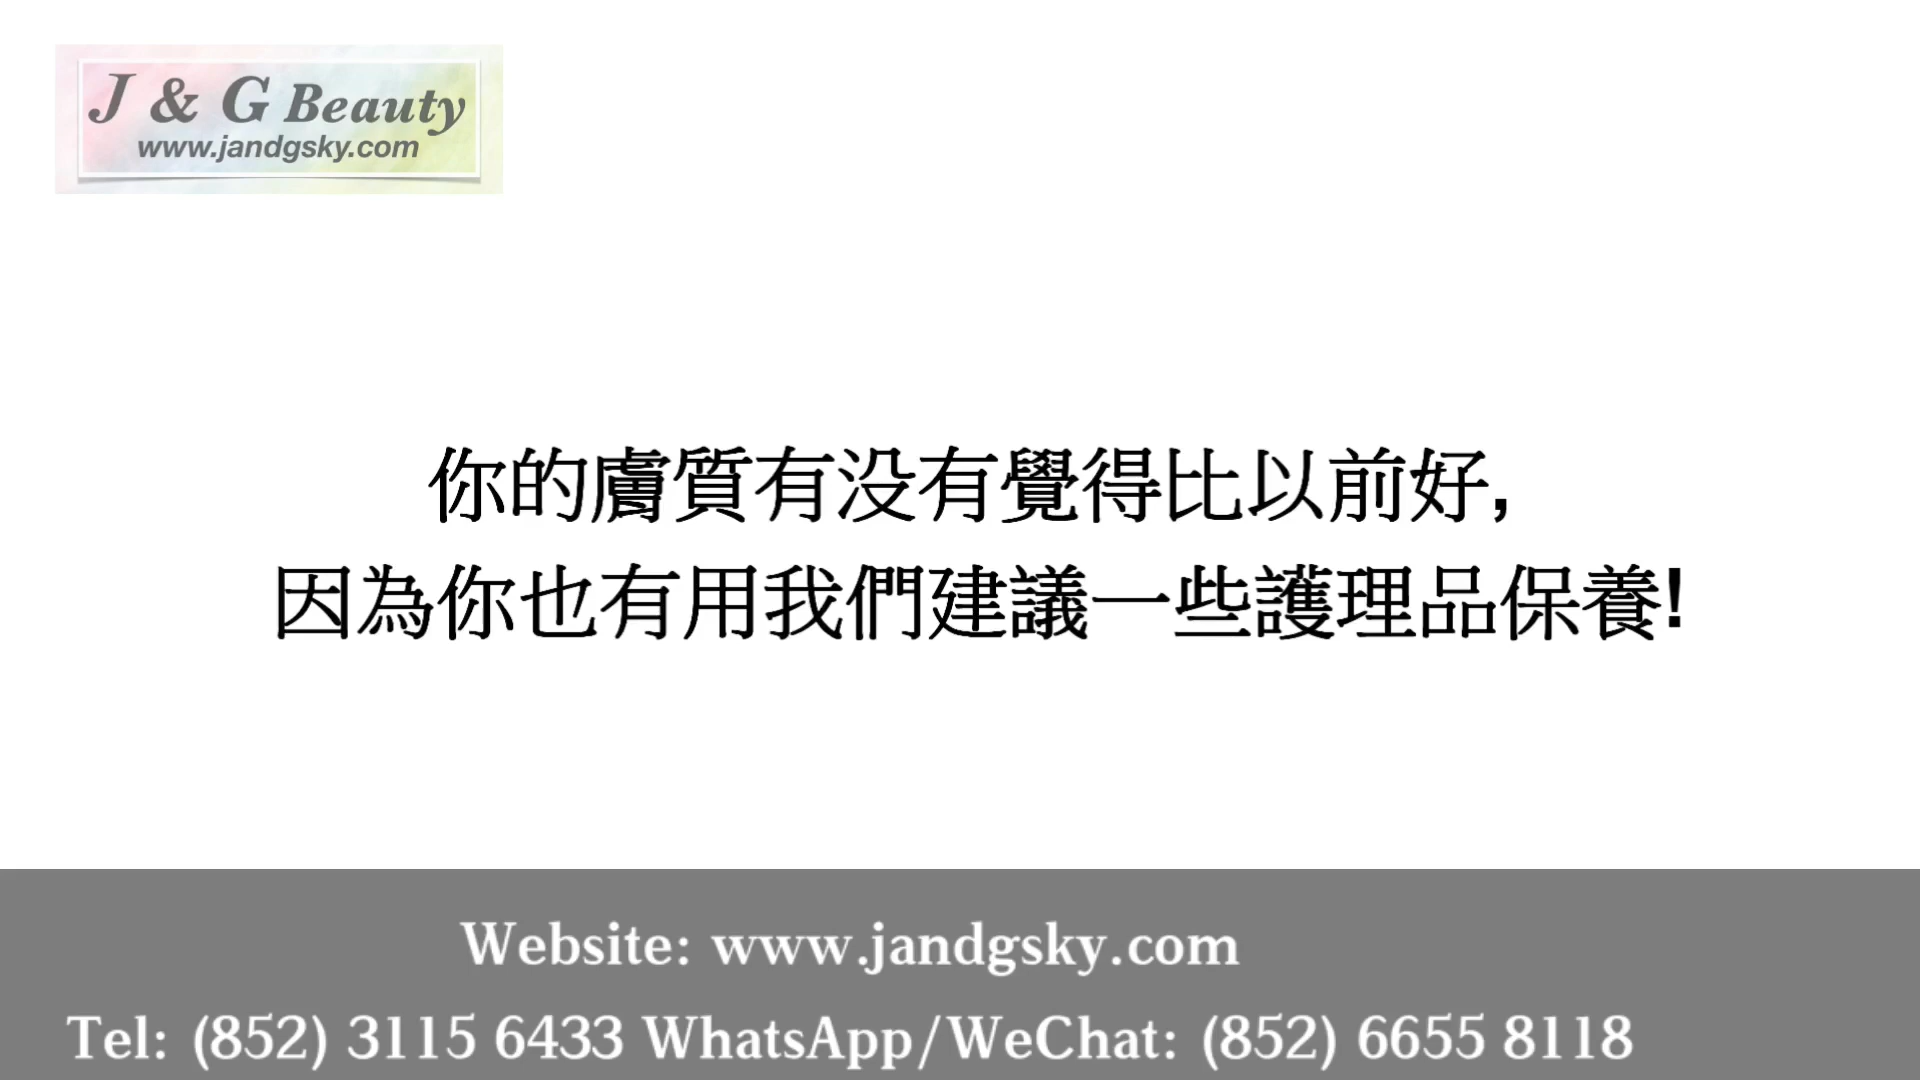 J & G Beauty
www.jandgsky.com
你的膚質有没有覺得比以前好,
因為你也有用我們建議一些護理品保養!
Website: www.jandgsky.com
Tel: (852) 3115 6433 WhatsApp/WeChat: (852) 6655 8118